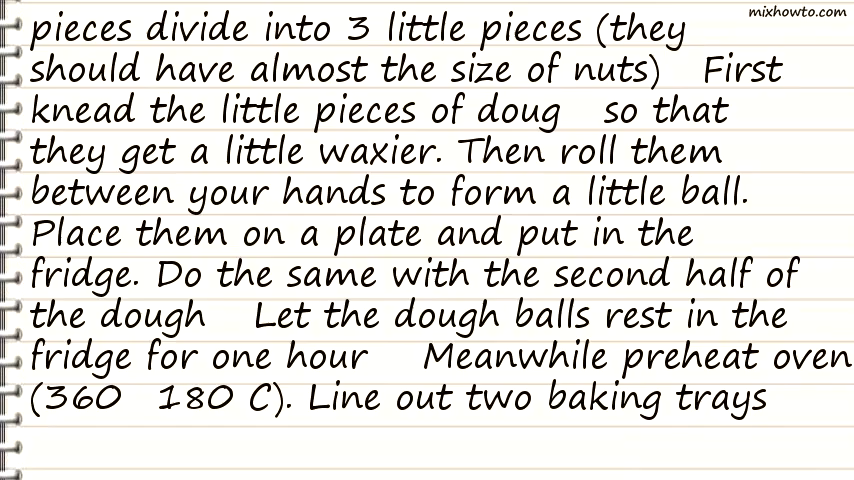 mixhowto.com
pieces divide into 3 little pieces (they
should have almost the size of nuts) First
knead the little pieces of doug so that
they get a little waxier. Then roll them
between your hands to form a little ball.
Place them on a plate and put in the
fridge. Do the same with the second half of
the dough Let the dough balls rest in the
fridge for one hour Meanwhile preheat oven
(360 180 C). Line out two baking trays